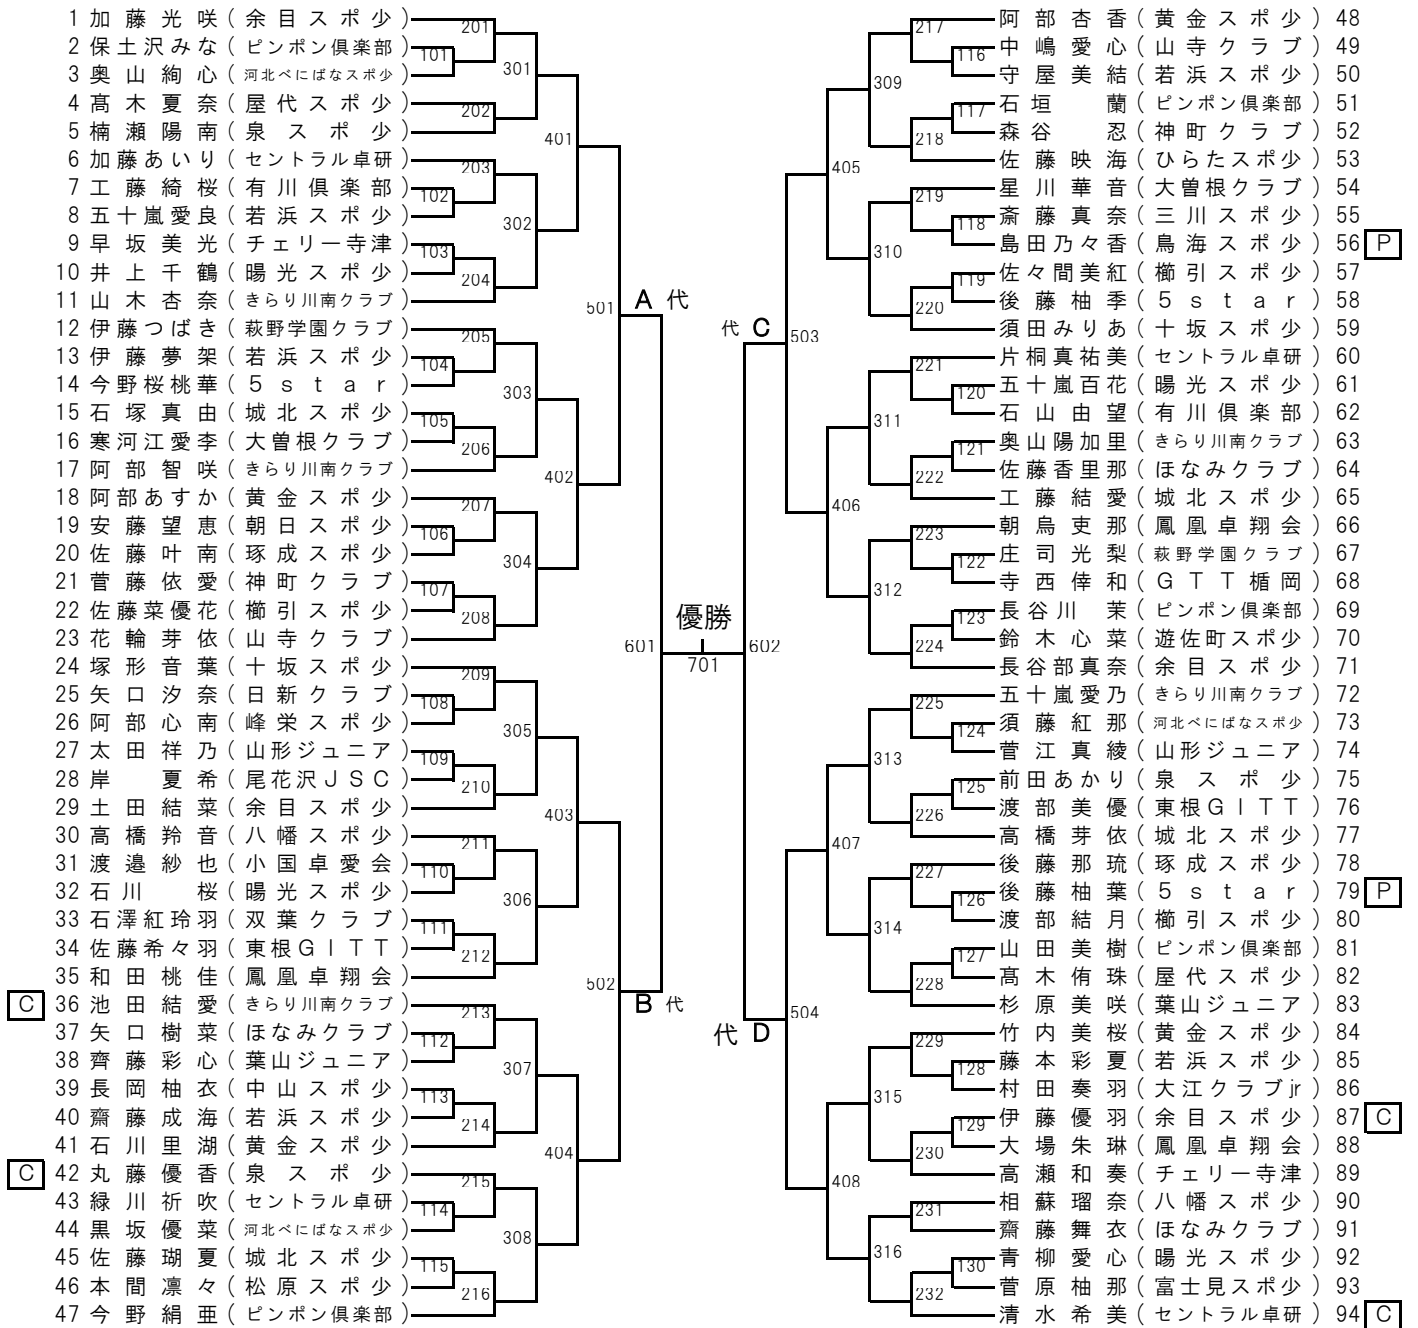 1 加藤光咲(余目スポ少)
2 保土沢みな(ピンポン倶楽部)
3 奥山絢心(河北べにばなスポ少)
4 髙木夏奈(屋代スポ少)
5 楠瀬陽南(泉スポ少)
6 加藤あいり(セントラル卓研)
7 工藤綺桜(有川倶楽部)
8 五十嵐愛良(若浜スポ少)
9 早坂美光(チェリー寺津)
10 井上千鶴(暘光スポ少)
11 山木杏奈(きらり川南クラブ)
12 伊藤つばき(萩野学園クラブ)
13 伊藤夢架(若浜スポ少)
14 今野桜桃華(5star)
15 石塚真由(城北スポ少)
16 寒河江愛李(大曽根クラブ)
17 阿部智咲(きらり川南クラブ)
18 阿部あすか(黄金スポ少)
19 安藤望恵(朝日スポ少)
20 佐藤叶南(琢成スポ少)
21 菅藤依愛(神町クラブ)
22 佐藤菜優花(櫛引スポ少)
23 花輪芽依(山寺クラブ)
24 塚形音葉(十坂スポ少)
25 矢口汐奈(日新クラブ)
26 阿部心南(峰栄スポ少)
27 太田祥乃(山形ジュニア)
28 岸夏希(尾花沢JSC)
29 土田結菜(余目スポ少)
30 高橋羚音(八幡スポ少)
31 渡邉紗也(小国卓愛会)
32 石川桜(暘光スポ少)
33 石澤紅玲羽(双葉クラブ)
34 佐藤希々羽(東根GITT)
35 和田桃佳(鳳凰卓翔会)
C 36 池田結愛(きらり川南クラブ)
37 矢口樹菜(ほなみクラブ)
38 齊藤彩心(葉山ジュニア)
39 長岡柚衣(中山スポ少)
40 齋藤成海(若浜スポ少)
41 石川里湖(黄金スポ少)
C 42 丸藤優香(泉スポ少)
43 緑川祈吹(セントラル卓研)
44 黒坂優菜(河北べにばなスポ少)
45 佐藤瑚夏(城北スポ少)
46 本間凛々(松原スポ少)
47 今野絹亜(ピンポン倶楽部)
101
102
103
104
105
106
107
108
109
110
111
112
113
114
115
201
202
203
204
205
206
207
208
209
210
211
212
213
214
215
216
301
302
303
304
305
306
307
308
401
402
403
404
501
502
A 代
B 代
601
優勝
701
602
代 C
代 D
503
504
405
406
407
408
309
310
311
312
313
314
315
316
217
218
219
220
221
222
223
224
225
226
227
228
229
230
231
232
116
117
118
119
120
121
122
123
124
125
126
127
128
129
130
阿部杏香(黄金スポ少) 48
中嶋愛心(山寺クラブ) 49
守屋美結(若浜スポ少) 50
石垣蘭(ピンポン倶楽部) 51
森谷忍(神町クラブ) 52
佐藤映海(ひらたスポ少) 53
星川華音(大曽根クラブ) 54
斎藤真奈(三川スポ少) 55
島田乃々香(鳥海スポ少) 56 P
佐々間美紅(櫛引スポ少) 57
後藤柚季(5star) 58
須田みりあ(十坂スポ少) 59
片桐真祐美(セントラル卓研) 60
五十嵐百花(暘光スポ少) 61
石山由望(有川倶楽部) 62
奥山陽加里(きらり川南クラブ) 63
佐藤香里那(ほなみクラブ) 64
工藤結愛(城北スポ少) 65
朝烏吏那(鳳凰卓翔会) 66
庄司光梨(萩野学園クラブ) 67
寺西倖和(GTT楯岡) 68
長谷川茉(ピンポン倶楽部) 69
鈴木心菜(遊佐町スポ少) 70
長谷部真奈(余目スポ少) 71
五十嵐愛乃(きらり川南クラブ) 72
須藤紅那(河北べにばなスポ少) 73
菅江真綾(山形ジュニア) 74
前田あかり(泉スポ少) 75
渡部美優(東根GITT) 76
高橋芽依(城北スポ少) 77
後藤那琉(琢成スポ少) 78
後藤柚葉(5star) 79 P
渡部結月(櫛引スポ少) 80
山田美樹(ピンポン倶楽部) 81
髙木侑珠(屋代スポ少) 82
杉原美咲(葉山ジュニア) 83
竹内美桜(黄金スポ少) 84
藤本彩夏(若浜スポ少) 85
村田奏羽(大江クラブjr) 86
伊藤優羽(余目スポ少) 87 C
大場朱琳(鳳凰卓翔会) 88
高瀬和奏(チェリー寺津) 89
相蘇瑠奈(八幡スポ少) 90
齋藤舞衣(ほなみクラブ) 91
青柳愛心(暘光スポ少) 92
菅原柚那(富士見スポ少) 93
清水希美(セントラル卓研) 94 C